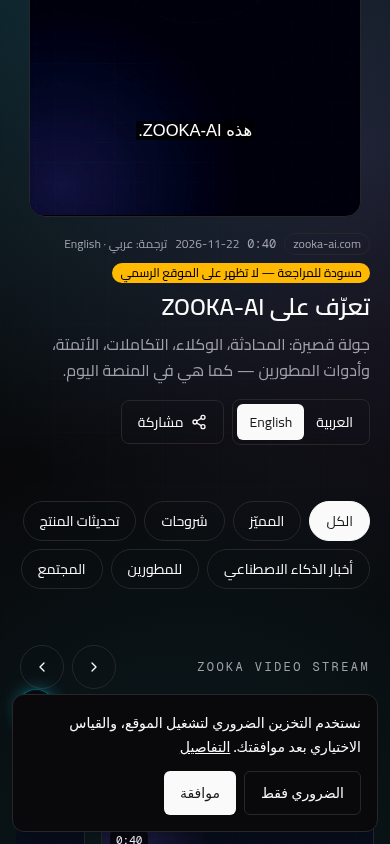 هذه ZOOKA-AI.
zooka-ai.com 0:40 2026-11-22 ترجمة: عربي · English
مسودة للمراجعة — لا تظهر على الموقع الرسمي
تعرّف على ZOOKA-AI
جولة قصيرة: المحادثة، الوكلاء، التكاملات، الأتمتة،
وأدوات المطورين — كما هي في المنصة اليوم.
العربية English مشاركة
الكل المميّز شروحات تحديثات المنتج
أخبار الذكاء الاصطناعي للمطورين المجتمع
ZOOKA VIDEO STREAM
نستخدم التخزين الضروري لتشغيل الموقع، والقياس
الاختياري بعد موافقتك. التفاصيل
الضروري فقط موافقة
0:40